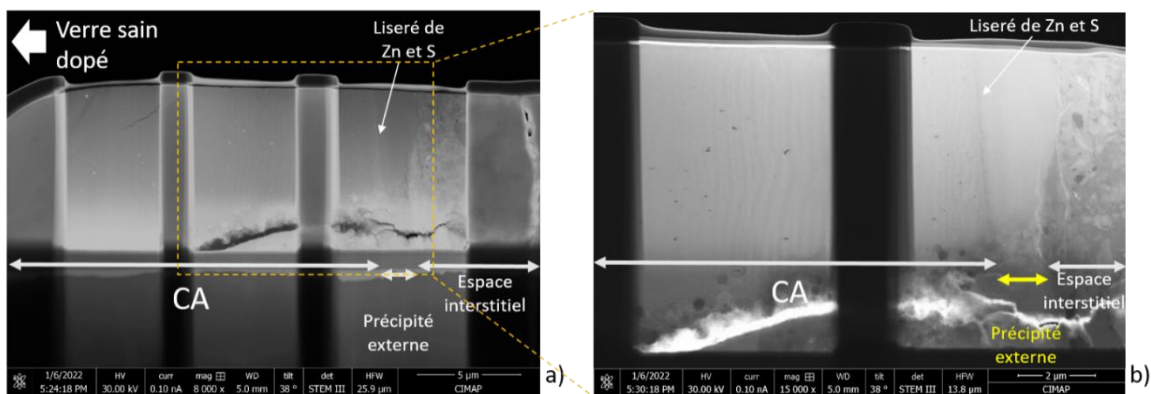 Verre sain
dopé
Liseré de
Zn et S
CA
Précipité
externe
Espace
interstitiel
1/6/2022
5:24:18 PM
HV
30.00 kV
curr
0.10 nA
mag
8 000 x
WD
5.0 mm
tilt
38 °
det
STEM III
HFW
25.9 µm
5 µm
CIMAP
a)
Liseré de Zn et S
CA
Espace
interstitiel
Précipité
externe
1/6/2022
5:30:18 PM
HV
30.00 kV
curr
0.10 nA
mag
15 000 x
WD
5.0 mm
tilt
38 °
det
STEM III
HFW
13.8 µm
2 µm
CIMAP
b)